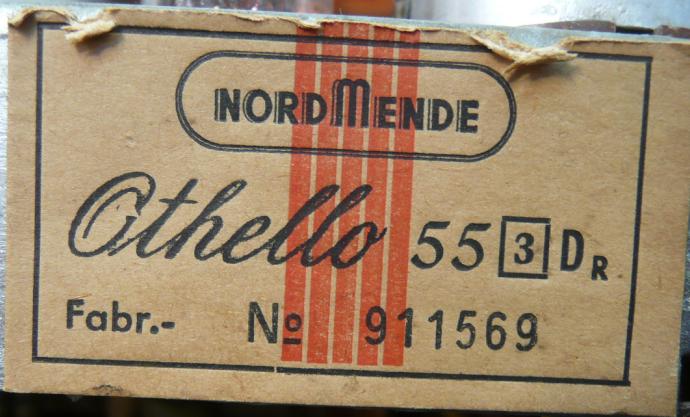 NORDMENDE
Othello 55 3 DR
Fabr.- № 911569